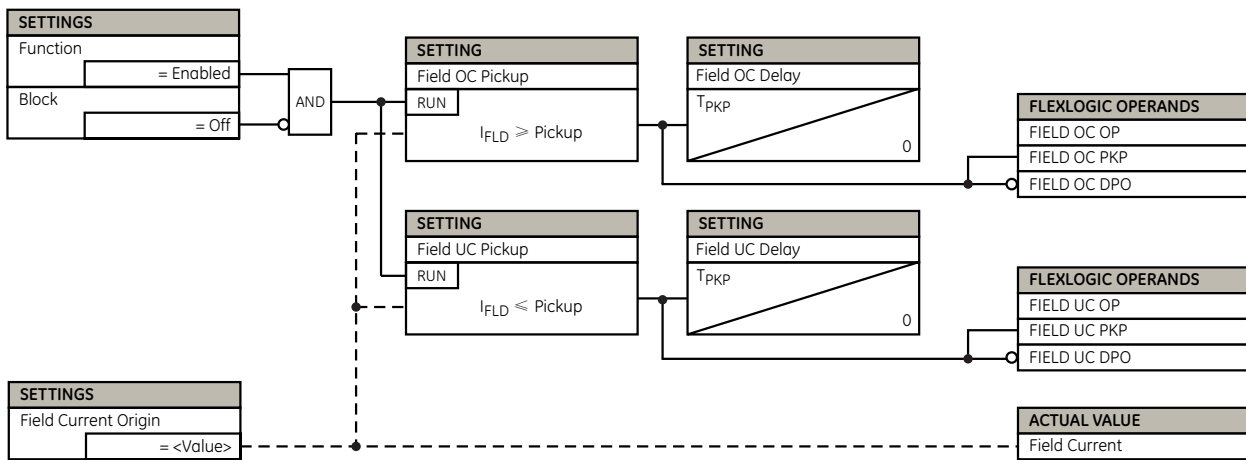 SETTINGS
Function
= Enabled
Block
= Off
AND
SETTING
Field OC Pickup
RUN
IFLD ⩾ Pickup
SETTING
Field OC Delay
TPKP
0
FLEXLOGIC OPERANDS
FIELD OC OP
FIELD OC PKP
FIELD OC DPO
SETTING
Field UC Pickup
RUN
IFLD ⩽ Pickup
SETTING
Field UC Delay
TPKP
0
FLEXLOGIC OPERANDS
FIELD UC OP
FIELD UC PKP
FIELD UC DPO
SETTINGS
Field Current Origin
= <Value>
ACTUAL VALUE
Field Current